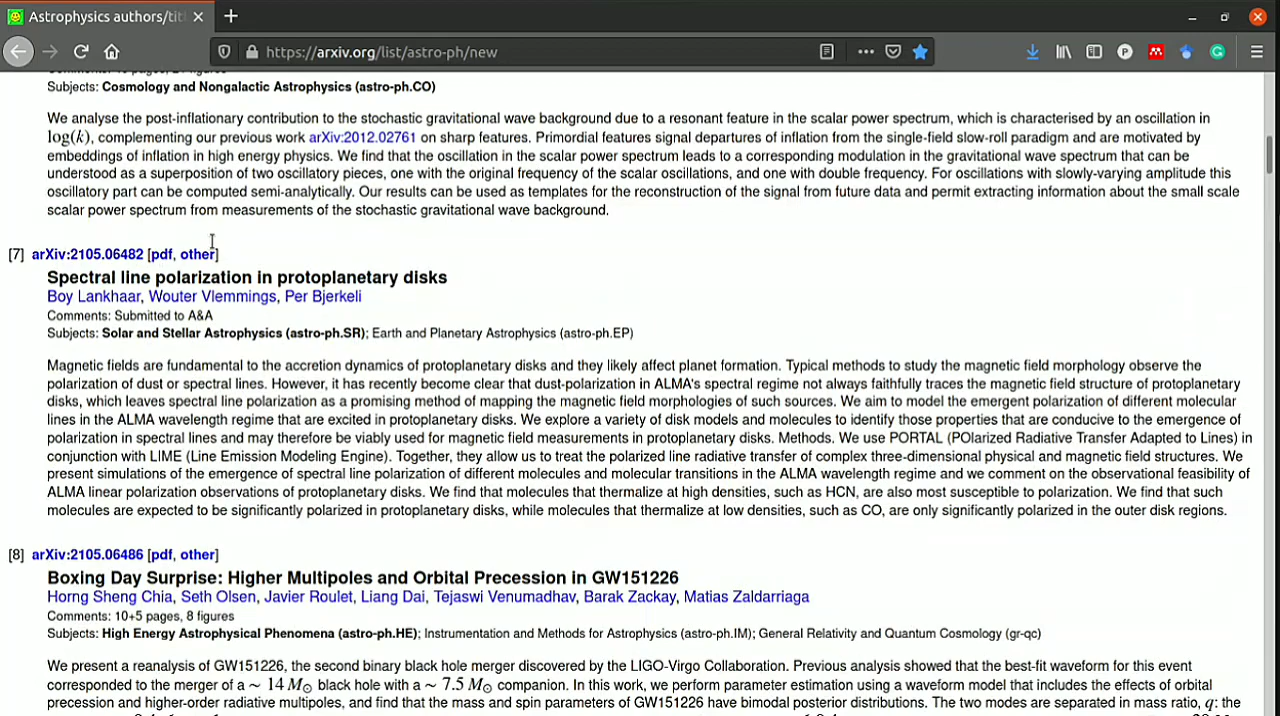 Astrophysics authors/titl
https://arxiv.org/list/astro-ph/new
Subjects: Cosmology and Nongalactic Astrophysics (astro-ph.CO)
We analyse the post-inflationary contribution to the stochastic gravitational wave background due to a resonant feature in the scalar power spectrum, which is characterised by an oscillation in
log(k), complementing our previous work arXiv:2012.02761 on sharp features. Primordial features signal departures of inflation from the single-field slow-roll paradigm and are motivated by
embeddings of inflation in high energy physics. We find that the oscillation in the scalar power spectrum leads to a corresponding modulation in the gravitational wave spectrum that can be
understood as a superposition of two oscillatory pieces, one with the original frequency of the scalar oscillations, and one with double frequency. For oscillations with slowly-varying amplitude this
oscillatory part can be computed semi-analytically. Our results can be used as templates for the reconstruction of the signal from future data and permit extracting information about the small scale
scalar power spectrum from measurements of the stochastic gravitational wave background.
[7] arXiv:2105.06482 [pdf, other]
Spectral line polarization in protoplanetary disks
Boy Lankhaar, Wouter Vlemmings, Per Bjerkeli
Comments: Submitted to A&A
Subjects: Solar and Stellar Astrophysics (astro-ph.SR); Earth and Planetary Astrophysics (astro-ph.EP)
Magnetic fields are fundamental to the accretion dynamics of protoplanetary disks and they likely affect planet formation. Typical methods to study the magnetic field morphology observe the
polarization of dust or spectral lines. However, it has recently become clear that dust-polarization in ALMA's spectral regime not always faithfully traces the magnetic field structure of protoplanetary
disks, which leaves spectral line polarization as a promising method of mapping the magnetic field morphologies of such sources. We aim to model the emergent polarization of different molecular
lines in the ALMA wavelength regime that are excited in protoplanetary disks. We explore a variety of disk models and molecules to identify those properties that are conducive to the emergence of
polarization in spectral lines and may therefore be viably used for magnetic field measurements in protoplanetary disks. Methods. We use PORTAL (POlarized Radiative Transfer Adapted to Lines) in
conjunction with LIME (Line Emission Modeling Engine). Together, they allow us to treat the polarized line radiative transfer of complex three-dimensional physical and magnetic field structures. We
present simulations of the emergence of spectral line polarization of different molecules and molecular transitions in the ALMA wavelength regime and we comment on the observational feasibility of
ALMA linear polarization observations of protoplanetary disks. We find that molecules that thermalize at high densities, such as HCN, are also most susceptible to polarization. We find that such
molecules are expected to be significantly polarized in protoplanetary disks, while molecules that thermalize at low densities, such as CO, are only significantly polarized in the outer disk regions.
[8] arXiv:2105.06486 [pdf, other]
Boxing Day Surprise: Higher Multipoles and Orbital Precession in GW151226
Horng Sheng Chia, Seth Olsen, Javier Roulet, Liang Dai, Tejaswi Venumadhav, Barak Zackay, Matias Zaldarriaga
Comments: 10+5 pages, 8 figures
Subjects: High Energy Astrophysical Phenomena (astro-ph.HE); Instrumentation and Methods for Astrophysics (astro-ph.IM); General Relativity and Quantum Cosmology (gr-qc)
We present a reanalysis of GW151226, the second binary black hole merger discovered by the LIGO-Virgo Collaboration. Previous analysis showed that the best-fit waveform for this event
corresponded to the merger of a ∼ 14 M⊙ black hole with a ∼ 7.5 M⊙ companion. In this work, we perform parameter estimation using a waveform model that includes the effects of orbital
precession and higher-order radiative multipoles, and find that the mass and spin parameters of GW151226 have bimodal posterior distributions. The two modes are separated in mass ratio, q: the